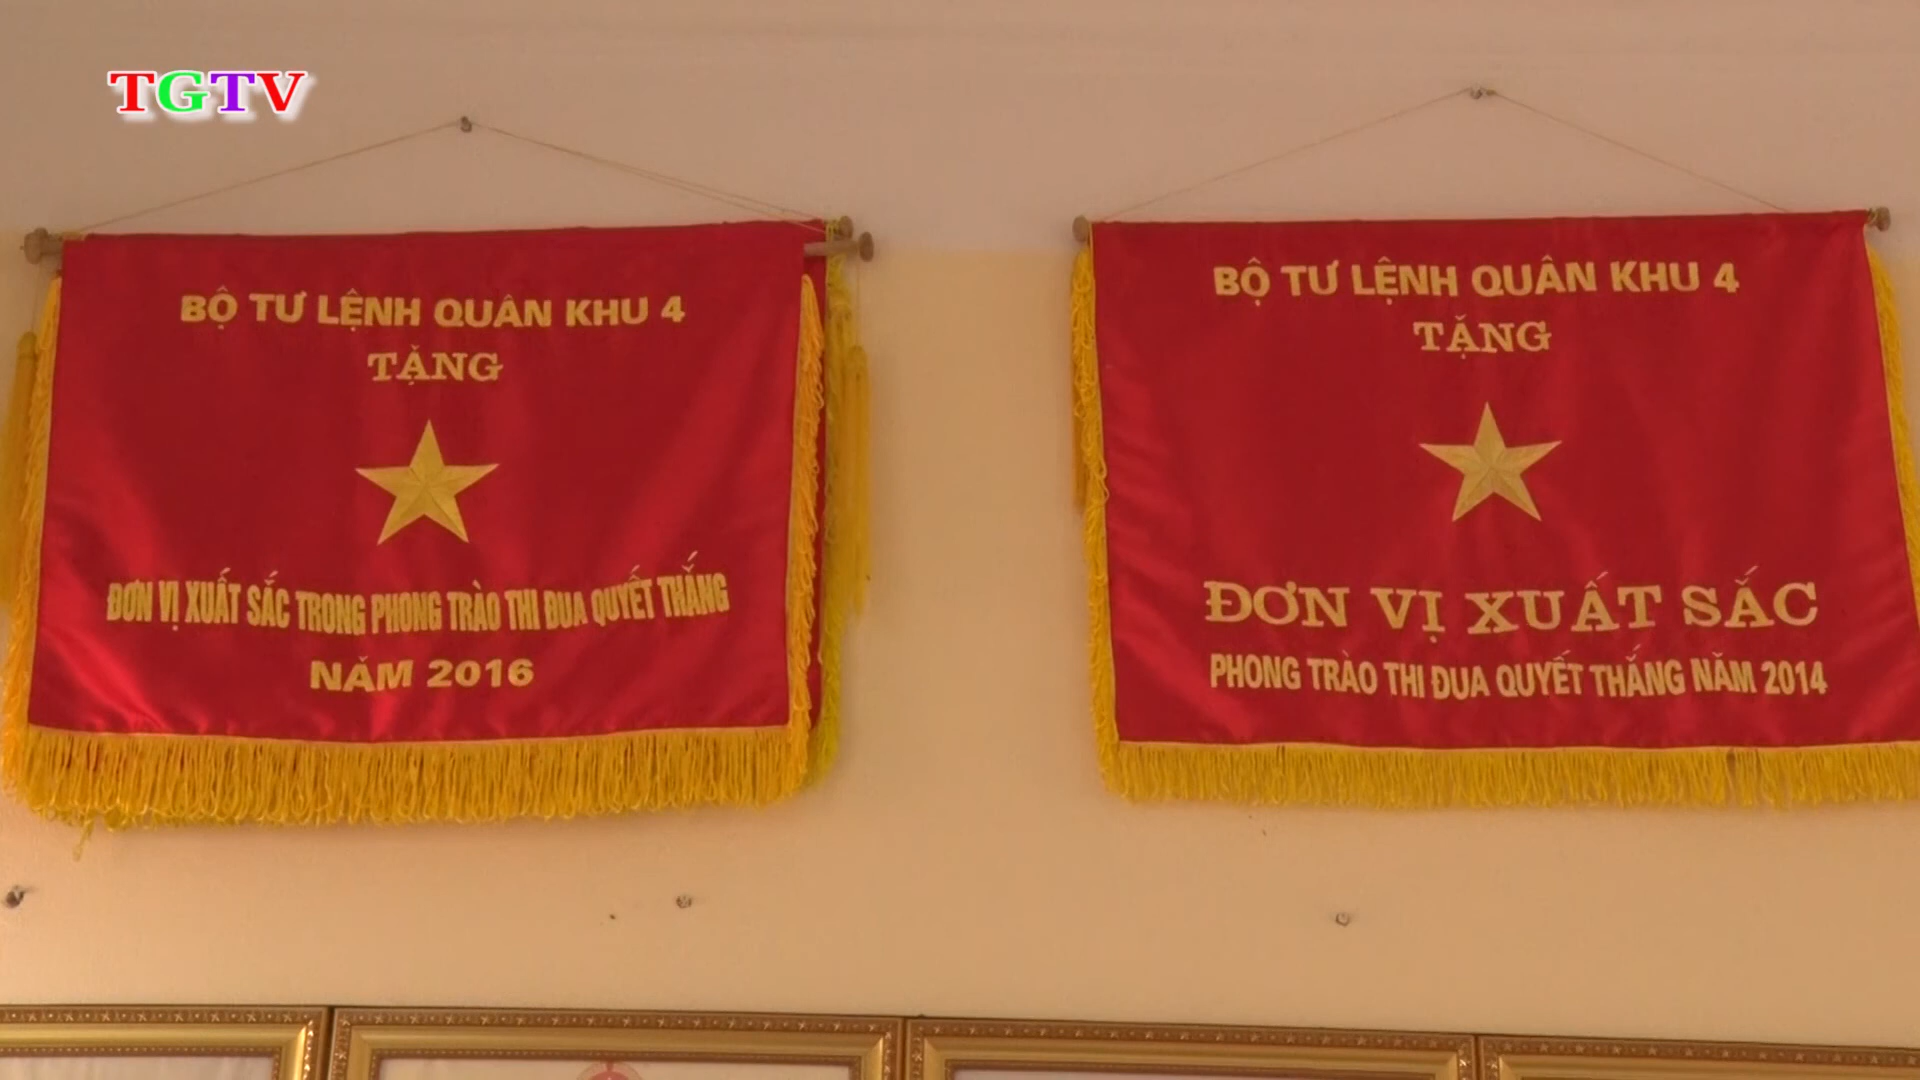 TGTV
BỘ TƯ LỆNH QUÂN KHU 4
TẶNG
ĐƠN VỊ XUẤT SẮC TRONG PHONG TRÀO THI ĐUA QUYẾT THẮNG
NĂM 2016
BỘ TƯ LỆNH QUÂN KHU 4
TẶNG
ĐƠN VỊ XUẤT SẮC
PHONG TRÀO THI ĐUA QUYẾT THẮNG NĂM 2014